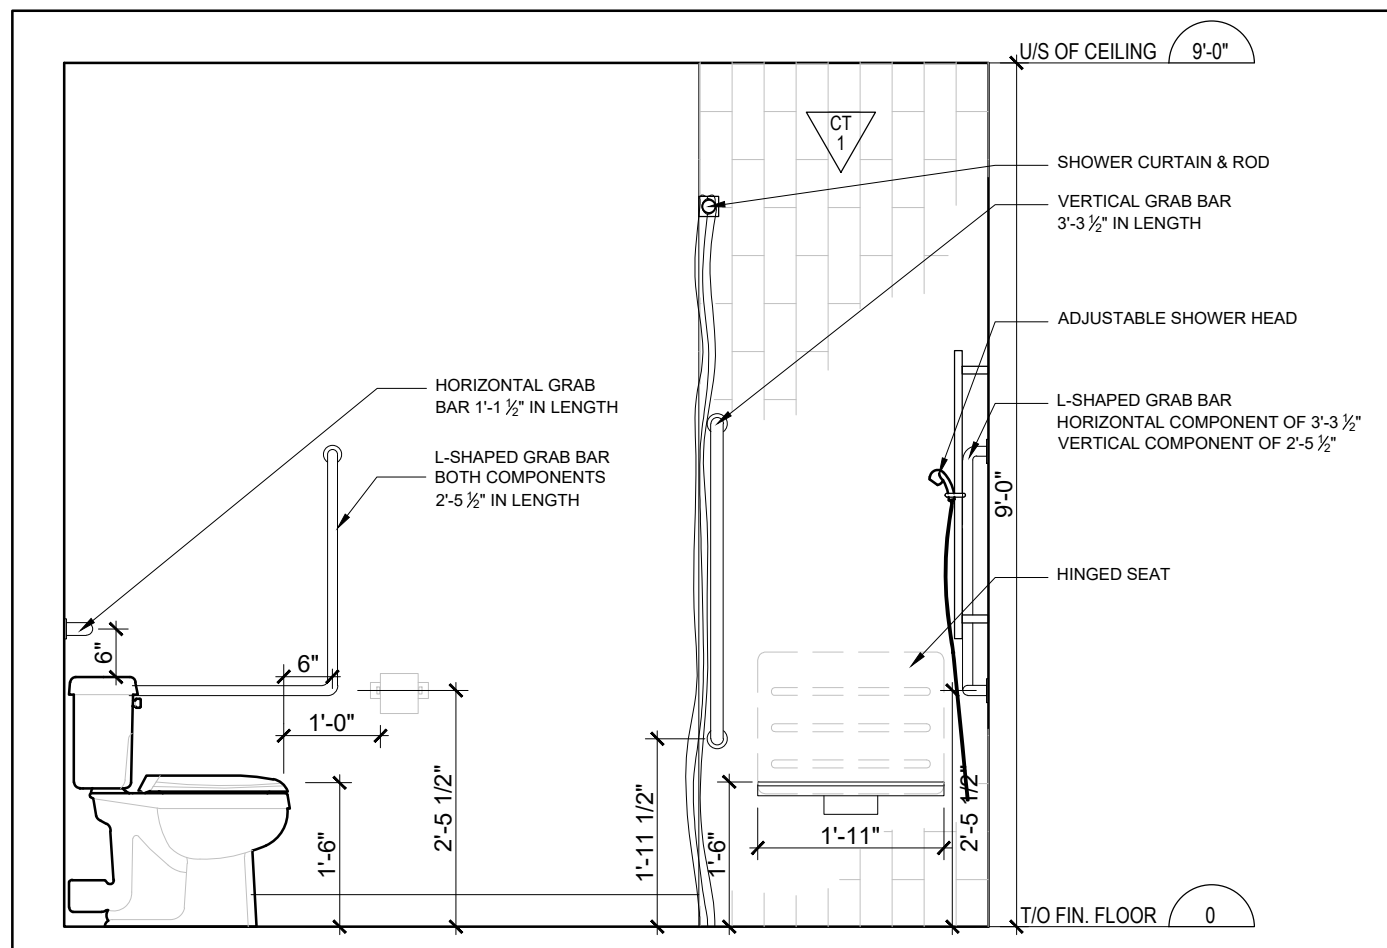 U/S OF CEILING 9'-0"
CT
1
SHOWER CURTAIN & ROD
VERTICAL GRAB BAR
3'-3 ½" IN LENGTH
ADJUSTABLE SHOWER HEAD
HORIZONTAL GRAB
BAR 1'-1 ½" IN LENGTH
L-SHAPED GRAB BAR
HORIZONTAL COMPONENT OF 3'-3 ½"
VERTICAL COMPONENT OF 2'-5 ½"
L-SHAPED GRAB BAR
BOTH COMPONENTS
2'-5 ½" IN LENGTH
9'-0"
HINGED SEAT
6"
6"
1'-0"
1'-6"
2'-5 1/2"
1'-11 1/2"
1'-6"
1'-11"
2'-5 1/2"
T/O FIN. FLOOR 0